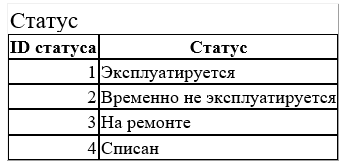 Статус
ID статуса Статус
1 Эксплуатируется
2 Временно не эксплуатируется
3 На ремонте
4 Списан